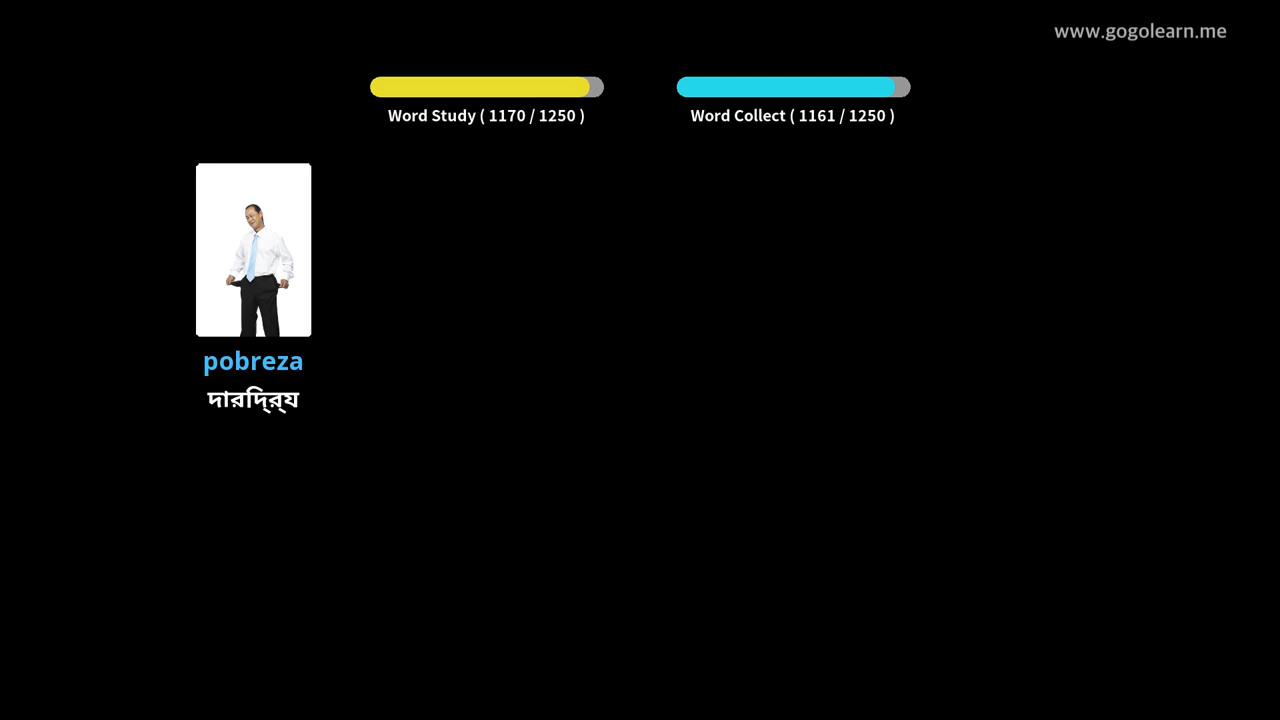 www.gogolearn.me
Word Study ( 1170 / 1250 )
Word Collect ( 1161 / 1250 )
pobreza
দারিদ্র্য